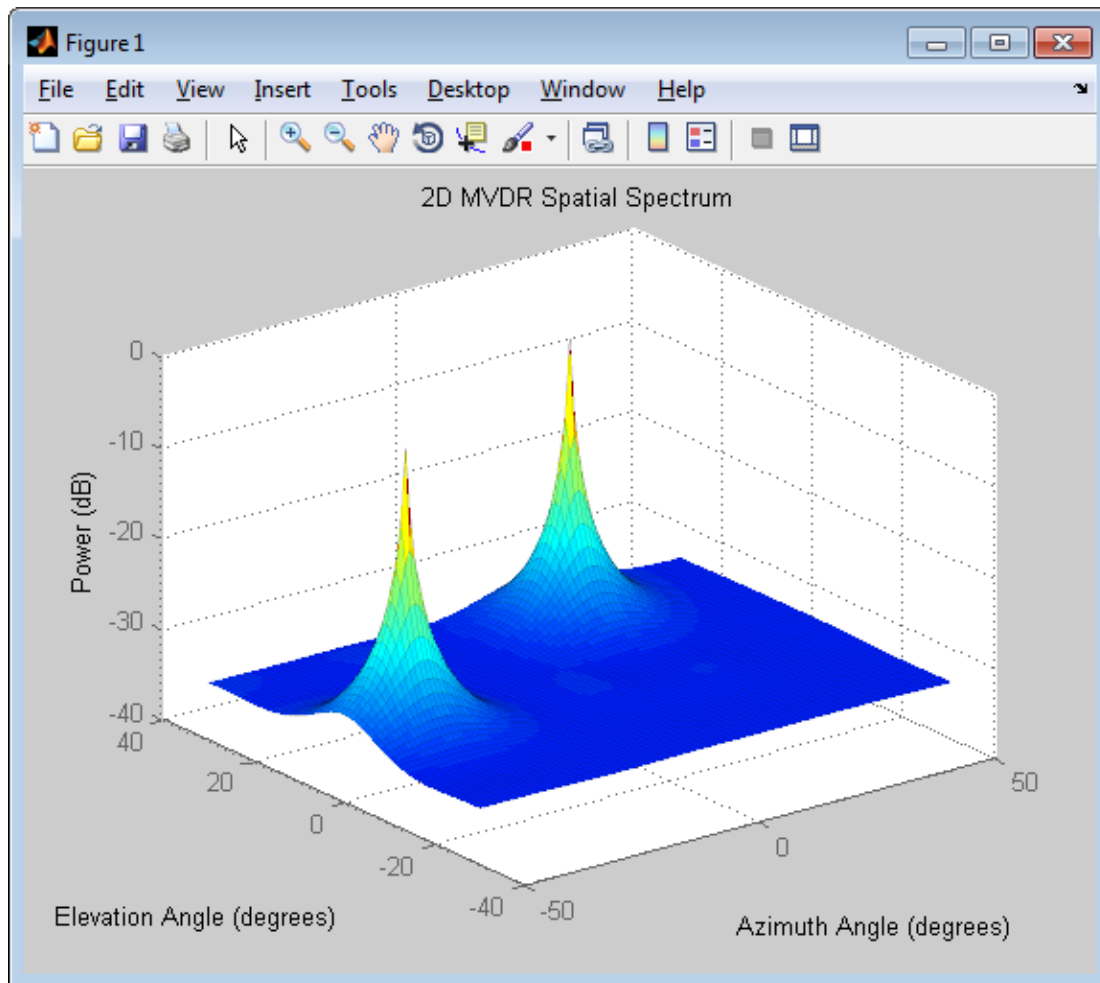 Figure 1
File Edit View Insert Tools Desktop Window Help
2D MVDR Spatial Spectrum
0
-10
-20
-30
-40
Power (dB)
40
20
0
-20
-40
Elevation Angle (degrees)
-50
0
50
Azimuth Angle (degrees)